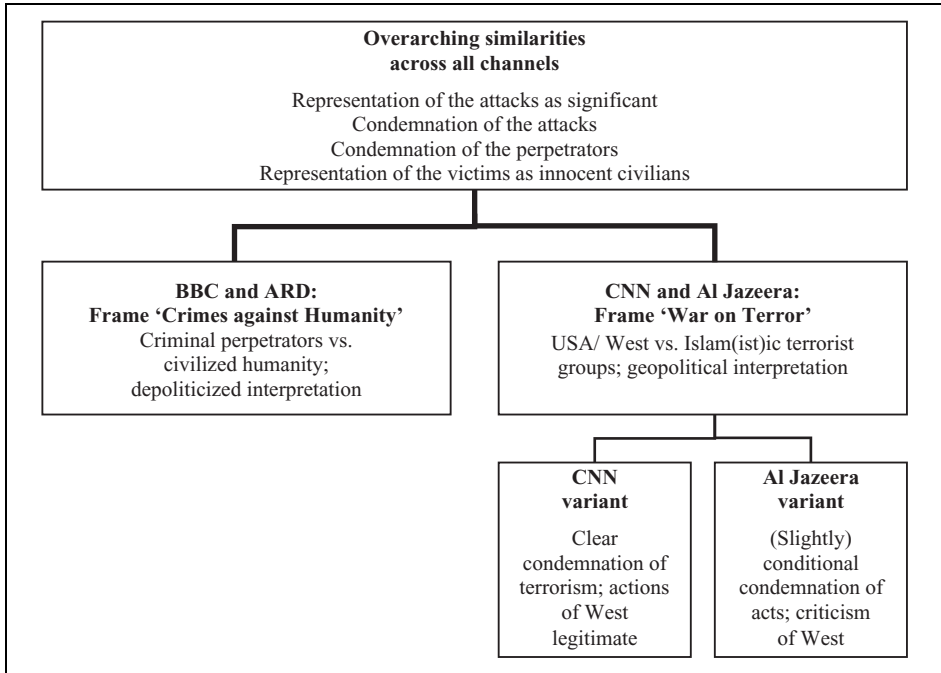 Overarching similarities
across all channels
Representation of the attacks as significant
Condemnation of the attacks
Condemnation of the perpetrators
Representation of the victims as innocent civilians
BBC and ARD:
Frame ‘Crimes against Humanity’
Criminal perpetrators vs.
civilized humanity;
depoliticized interpretation
CNN and Al Jazeera:
Frame ‘War on Terror’
USA/ West vs. Islam(ist)ic terrorist
groups; geopolitical interpretation
CNN
variant
Clear
condemnation of
terrorism; actions
of West
legitimate
Al Jazeera
variant
(Slightly)
conditional
condemnation of
acts; criticism
of West